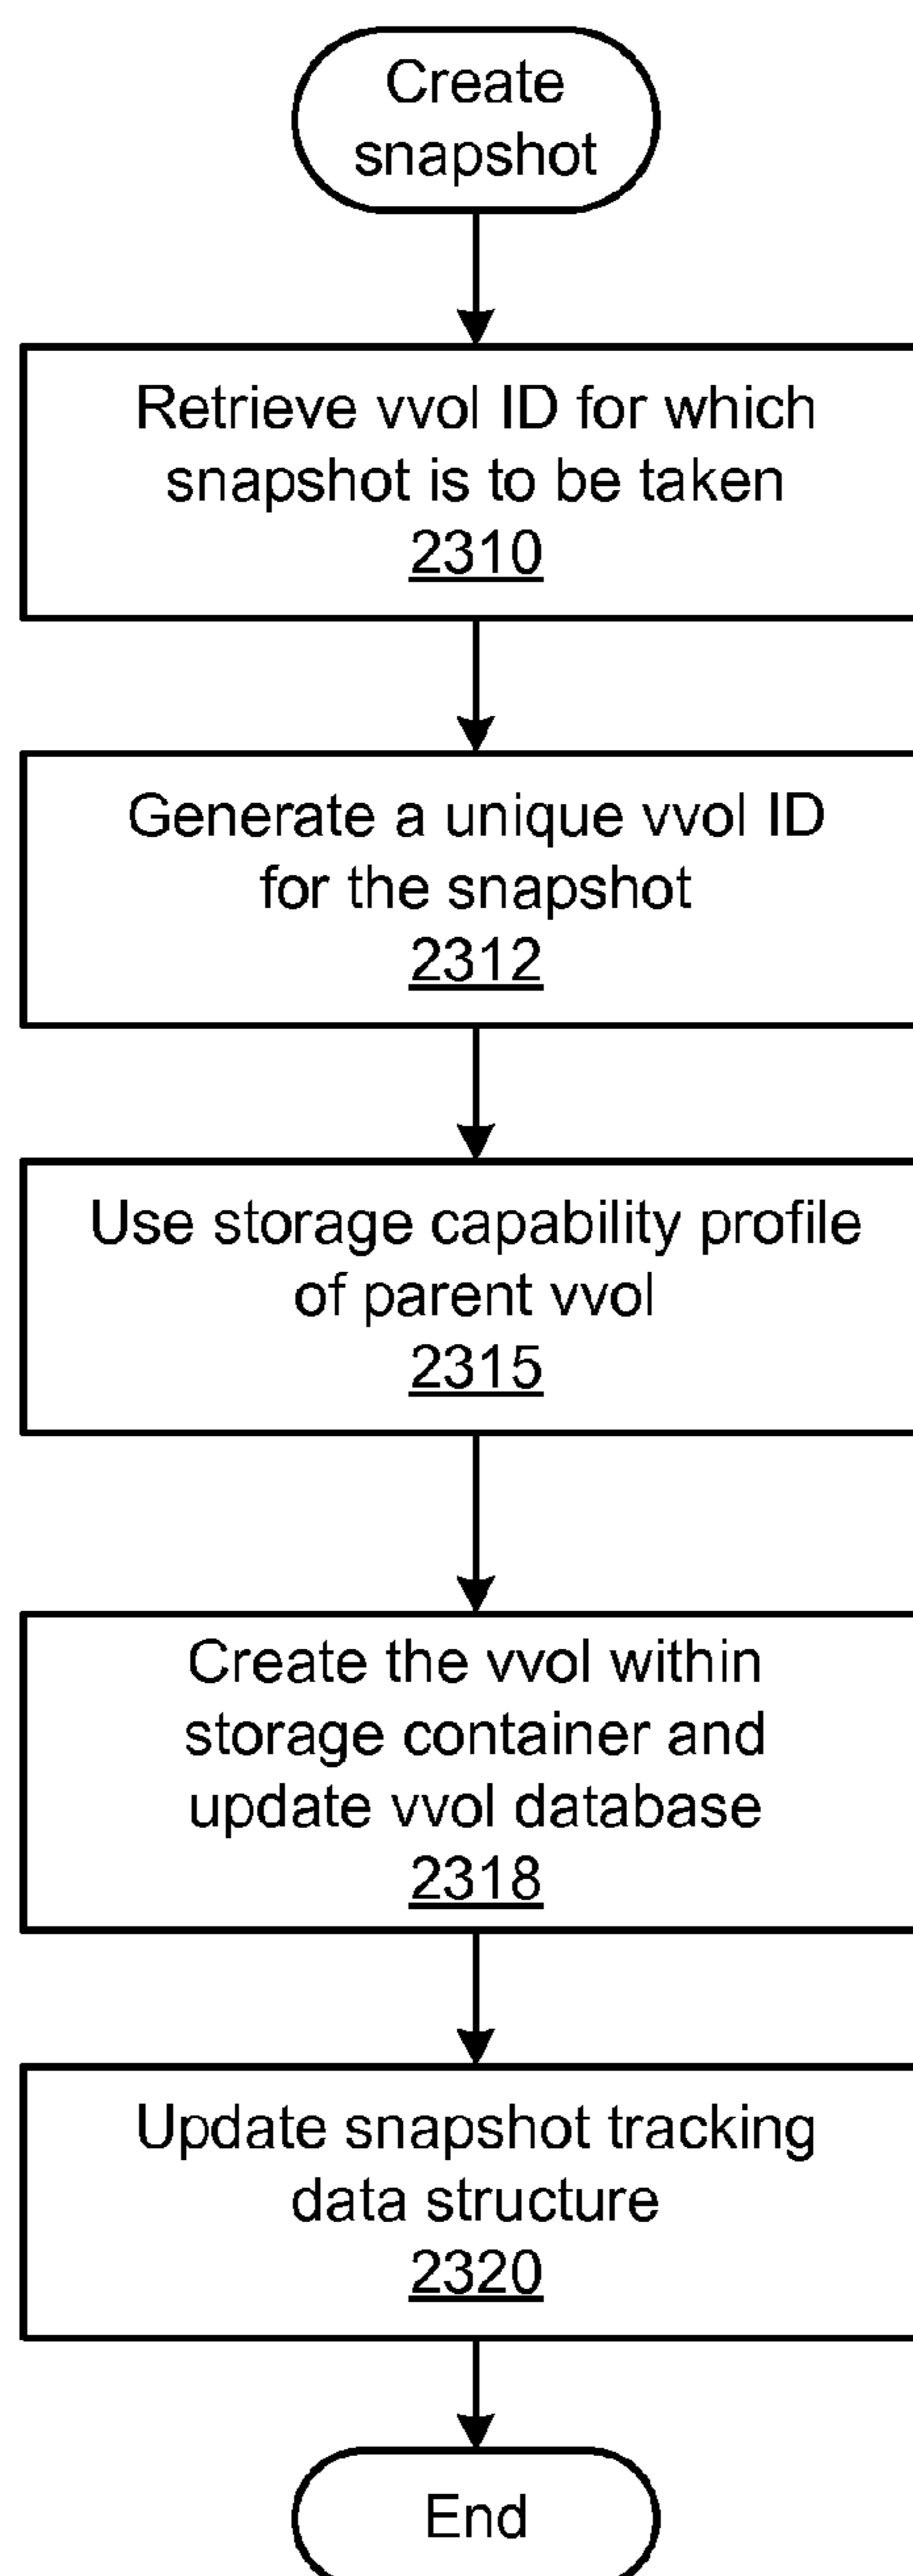 Create
snapshot
Retrieve vvol ID for which
snapshot is to be taken
2310
Generate a unique vvol ID
for the snapshot
2312
Use storage capability profile
of parent vvol
2315
Create the vvol within
storage container and
update vvol database
2318
Update snapshot tracking
data structure
2320
End